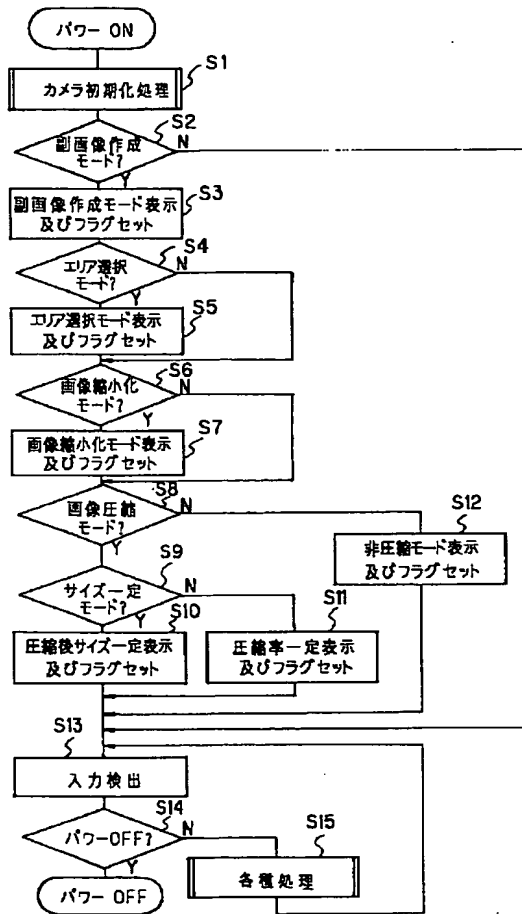 パワー ON
S1
カメラ初期化処理
S2
副画像作成
モード?
N
Y
S3
副画像作成モード表示
及びフラグセット
S4
エリア選択
モード?
N
Y
S5
エリア選択モード表示
及びフラグセット
S6
画像縮小化
モード?
N
Y
S7
画像縮小化モード表示
及びフラグセット
S8
画像圧縮
モード?
N
Y
S12
非圧縮モード表示
及びフラグセット
S9
サイズ一定
モード?
N
Y
S10
圧縮後サイズ一定表示
及びフラグセット
S11
圧縮率一定表示
及びフラグセット
S13
入力検出
S14
パワーOFF?
N
Y
S15
各種処理
パワー OFF